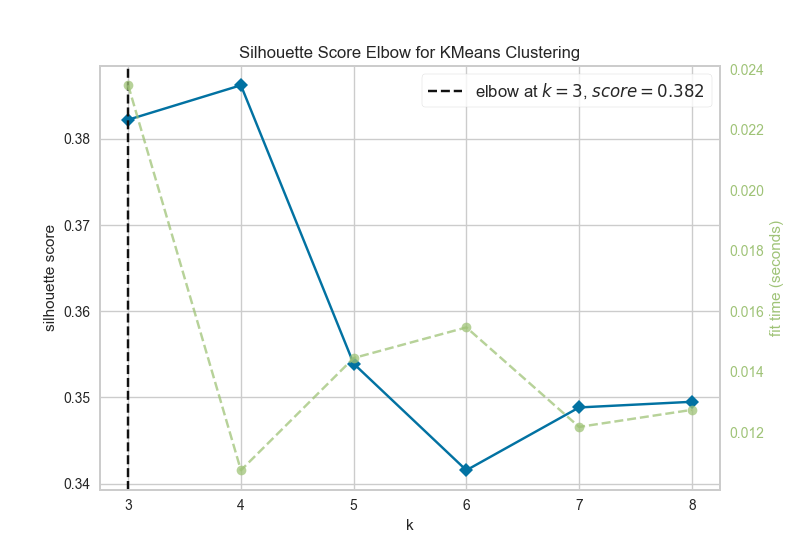 Silhouette Score Elbow for KMeans Clustering
elbow at k = 3, score = 0.382
silhouette score
0.38
0.37
0.36
0.35
0.34
0.024
0.022
0.020
0.018
0.016
0.014
0.012
fit time (seconds)
3 4 5 6 7 8
k